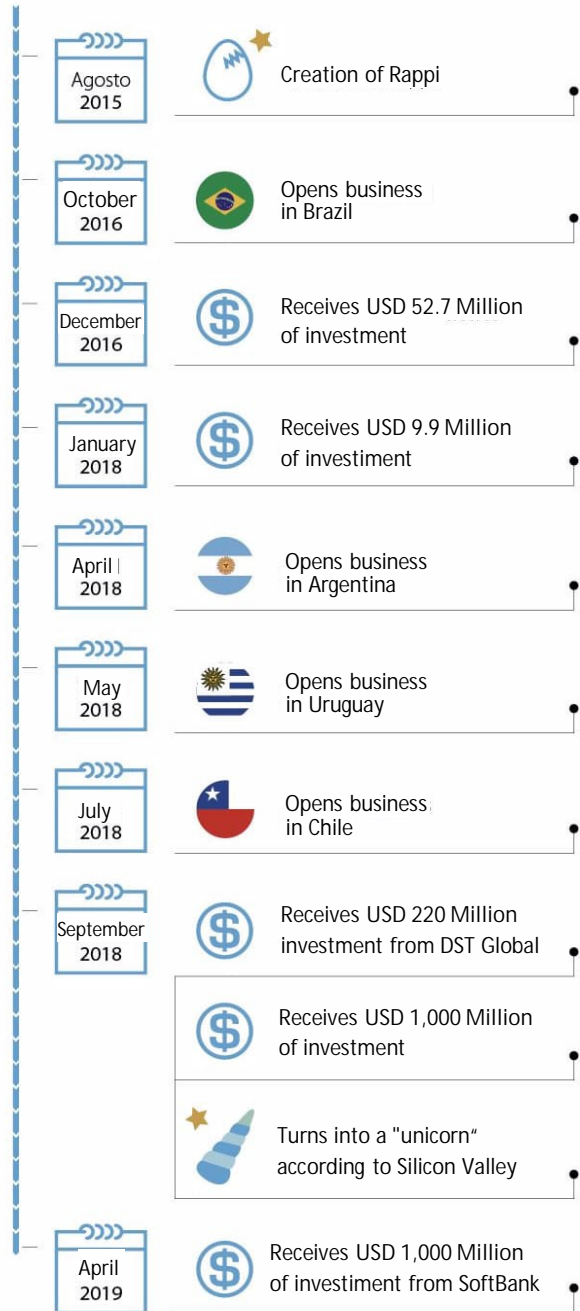 Agosto
2015
Creation of Rappi
October
2016
Opens business
in Brazil
December
2016
Receives USD 52.7 Million
of investment
January
2018
Receives USD 9.9 Million
of investiment
April
2018
Opens business
in Argentina
May
2018
Opens business
in Uruguay
July
2018
Opens business
in Chile
September
2018
Receives USD 220 Million
investment from DST Global
Receives USD 1,000 Million
of investment
Turns into a "unicorn“
according to Silicon Valley
April
2019
Receives USD 1,000 Million
of investiment from SoftBank